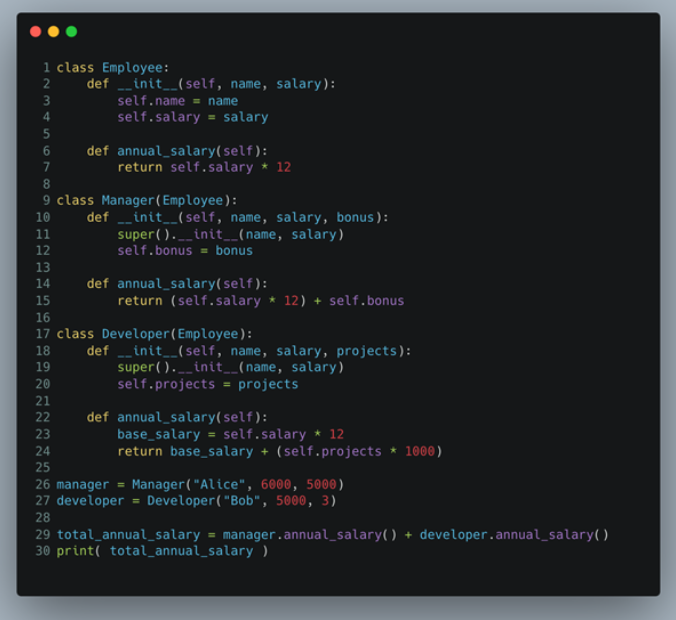 1 class Employee:
2     def __init__(self, name, salary):
3         self.name = name
4         self.salary = salary
5
6     def annual_salary(self):
7         return self.salary * 12
8
9 class Manager(Employee):
10     def __init__(self, name, salary, bonus):
11         super().__init__(name, salary)
12         self.bonus = bonus
13
14     def annual_salary(self):
15         return (self.salary * 12) + self.bonus
16
17 class Developer(Employee):
18     def __init__(self, name, salary, projects):
19         super().__init__(name, salary)
20         self.projects = projects
21
22     def annual_salary(self):
23         base_salary = self.salary * 12
24         return base_salary + (self.projects * 1000)
25
26 manager = Manager("Alice", 6000, 5000)
27 developer = Developer("Bob", 5000, 3)
28
29 total_annual_salary = manager.annual_salary() + developer.annual_salary()
30 print( total_annual_salary )